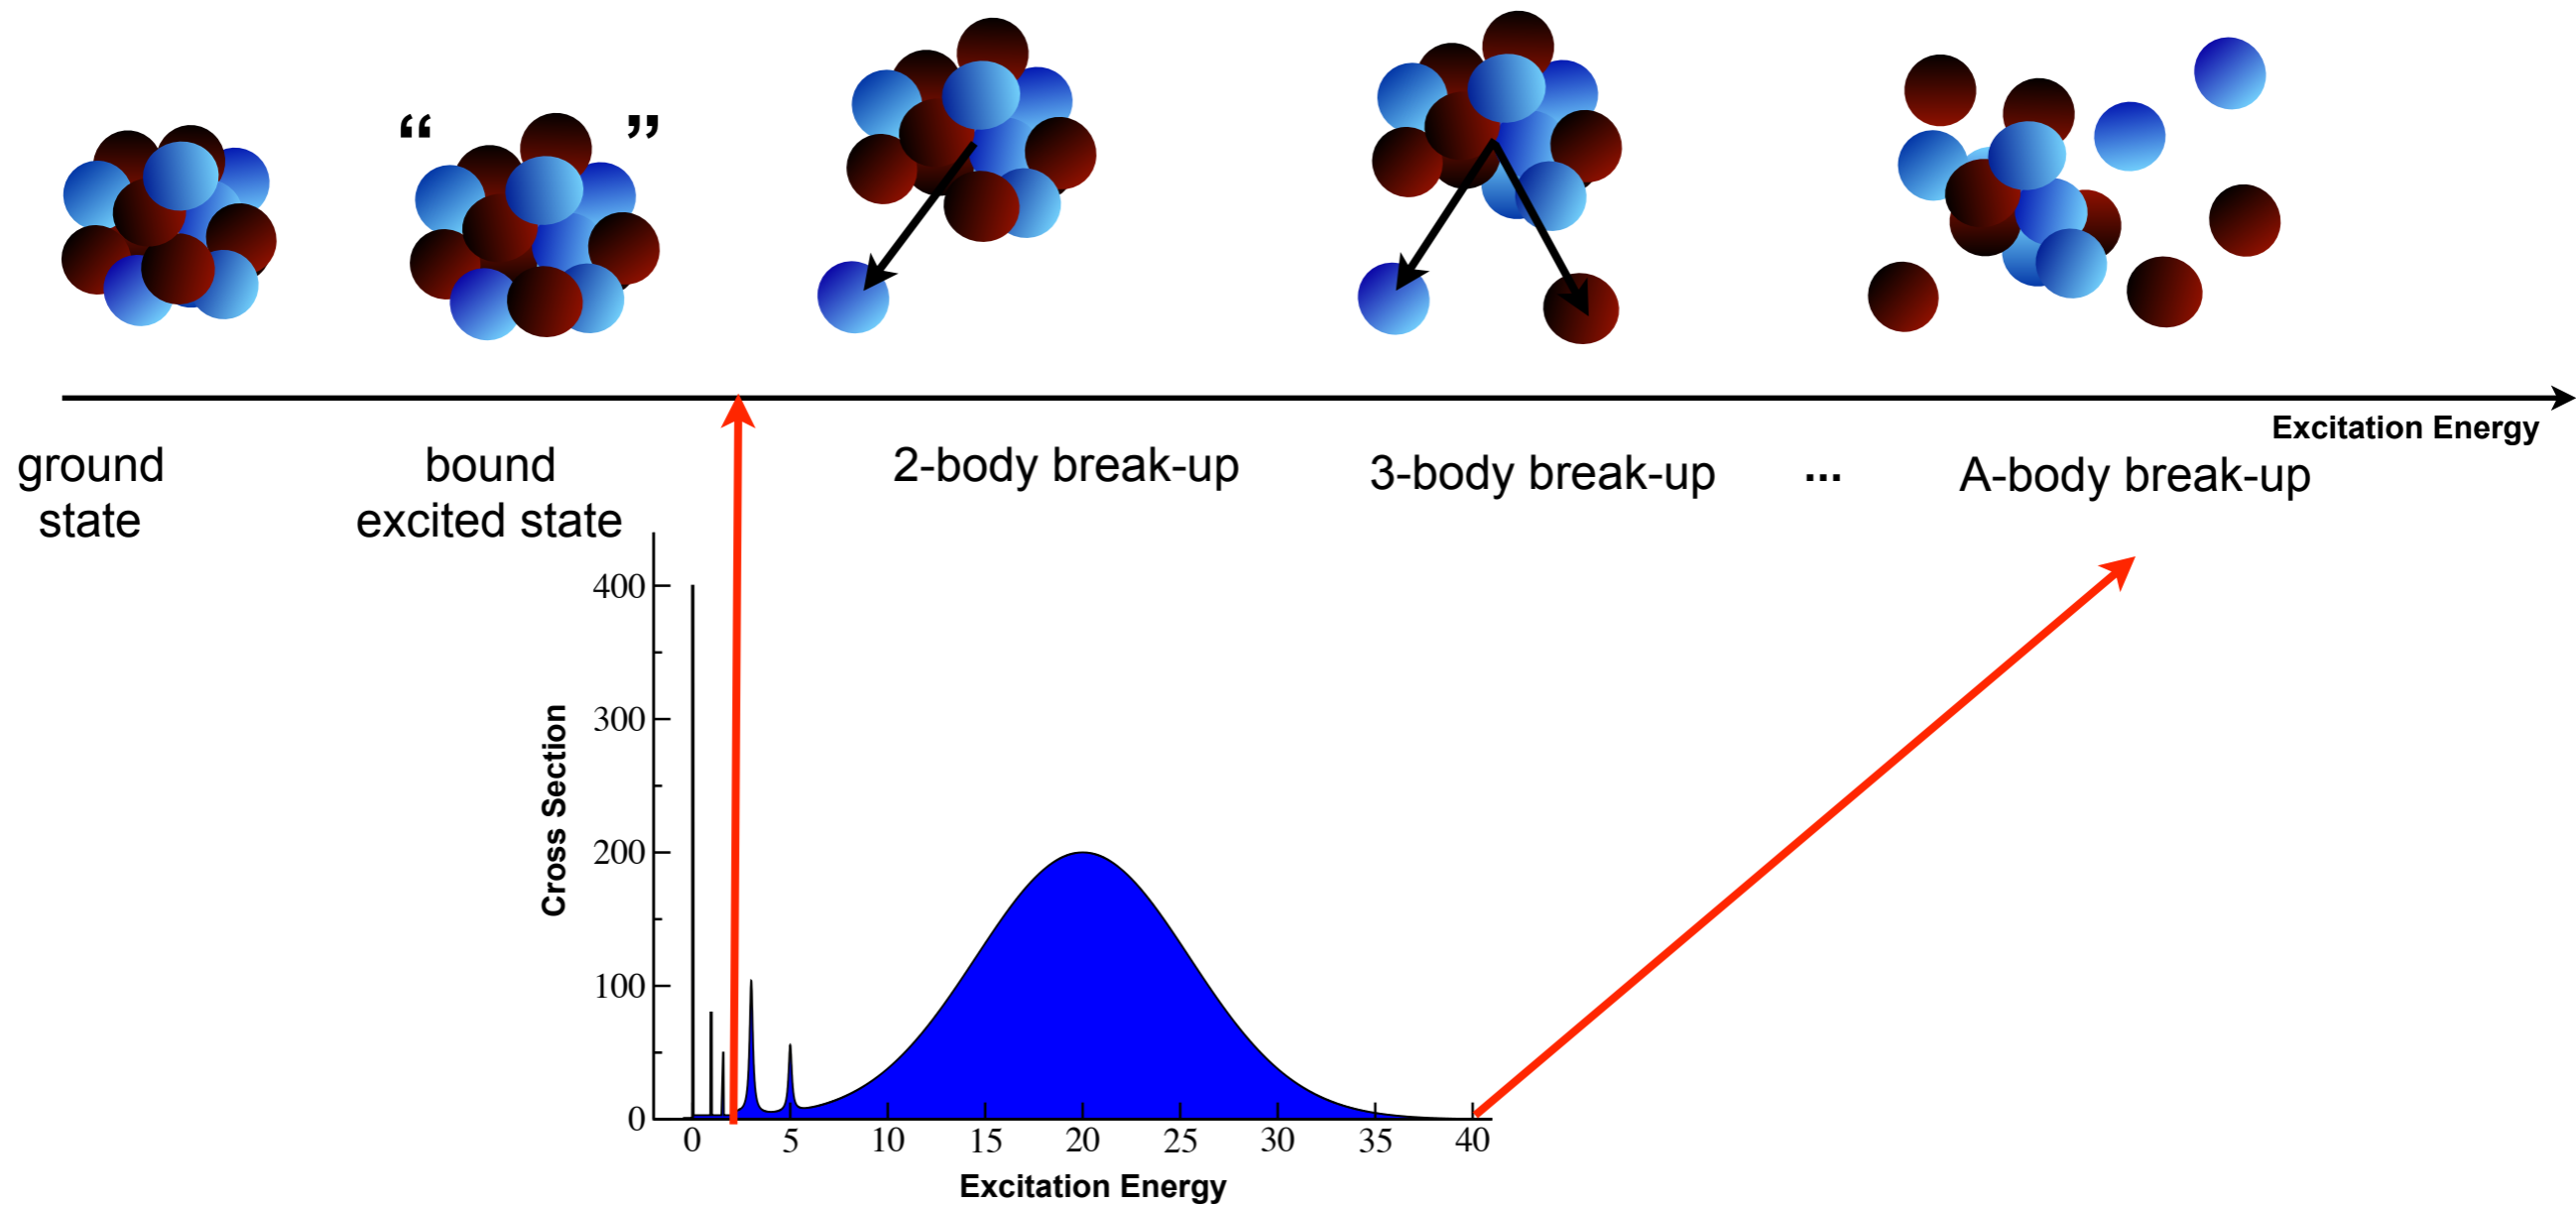 “ ”
Excitation Energy
ground
state
bound
excited state
2-body break-up
3-body break-up
...
A-body break-up
400
300
200
100
0
Cross Section
0 5 10 15 20 25 30 35 40
Excitation Energy